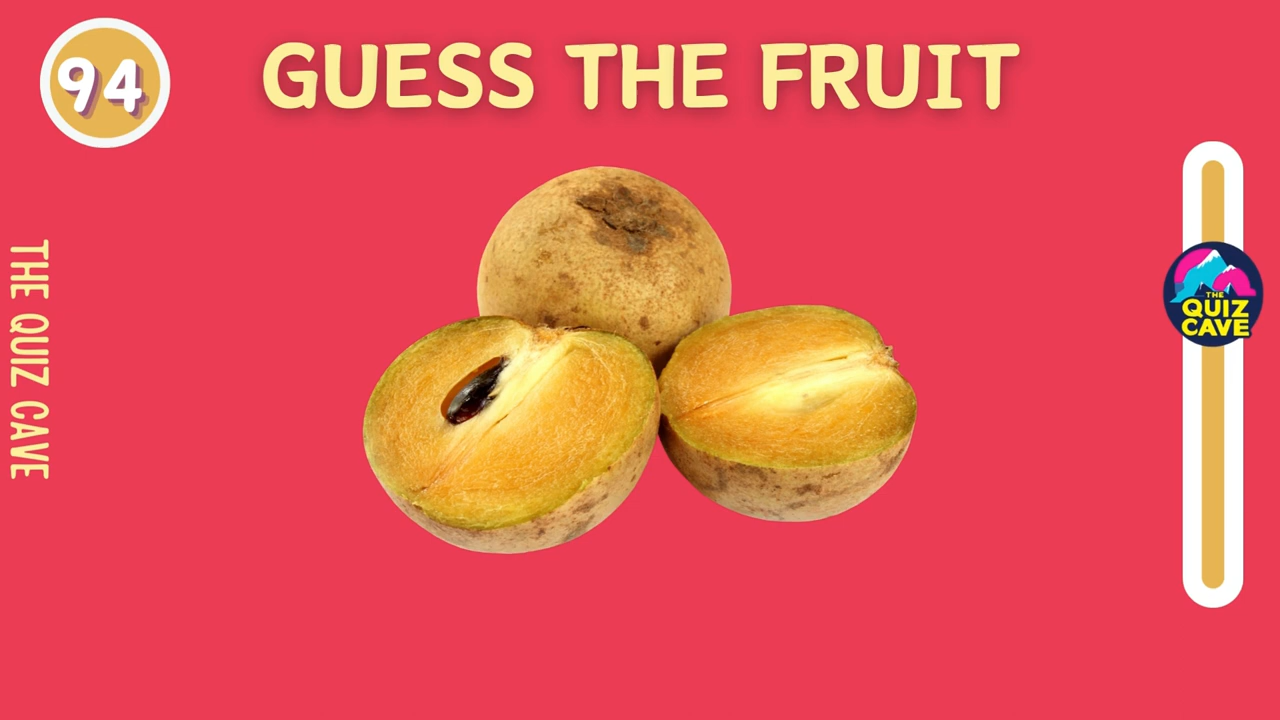 94
GUESS THE FRUIT
THE QUIZ CAVE
THE
QUIZ
CAVE